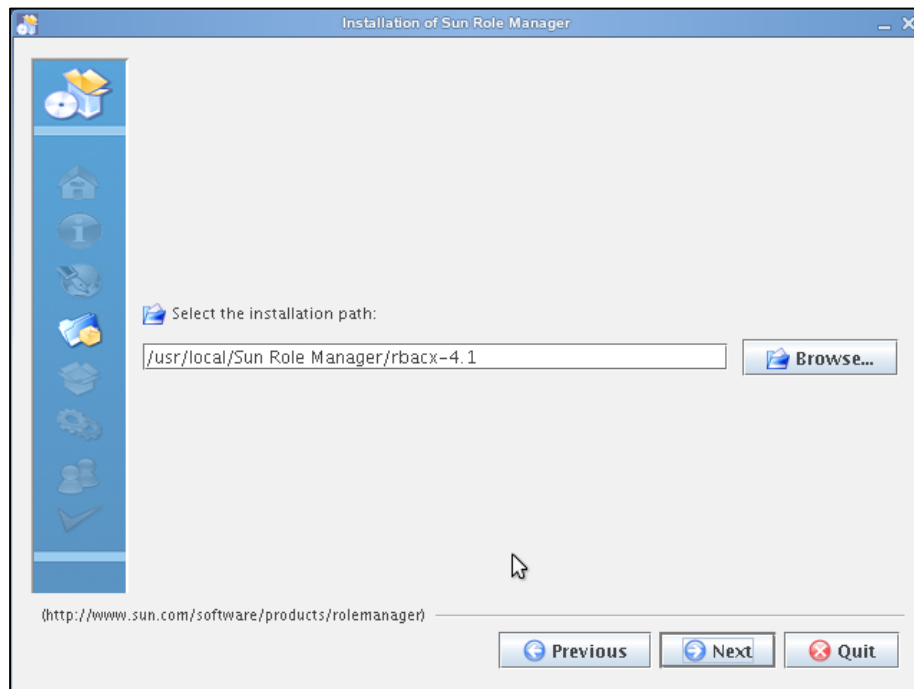 Installation of Sun Role Manager
Select the installation path:
/usr/local/Sun Role Manager/rbacx-4.1
Browse...
(http://www.sun.com/software/products/rolemanager)
Previous
Next
Quit